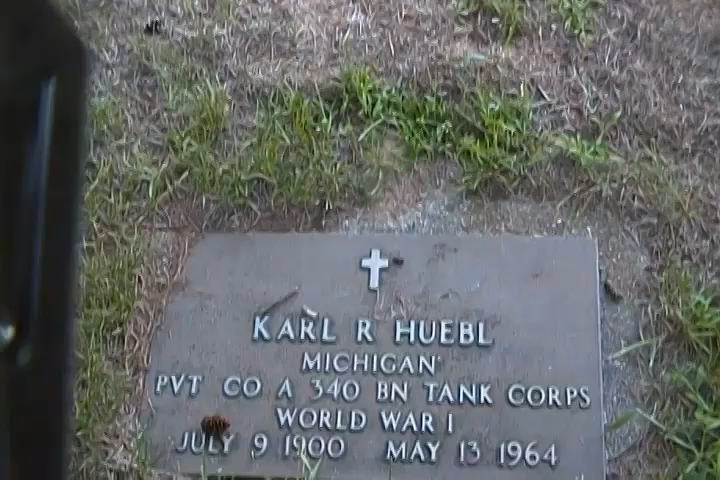 KARL R HUEBL
MICHIGAN
PVT CO A 340 BN TANK CORPS
WORLD WAR I
JULY 9 1900 MAY 13 1964